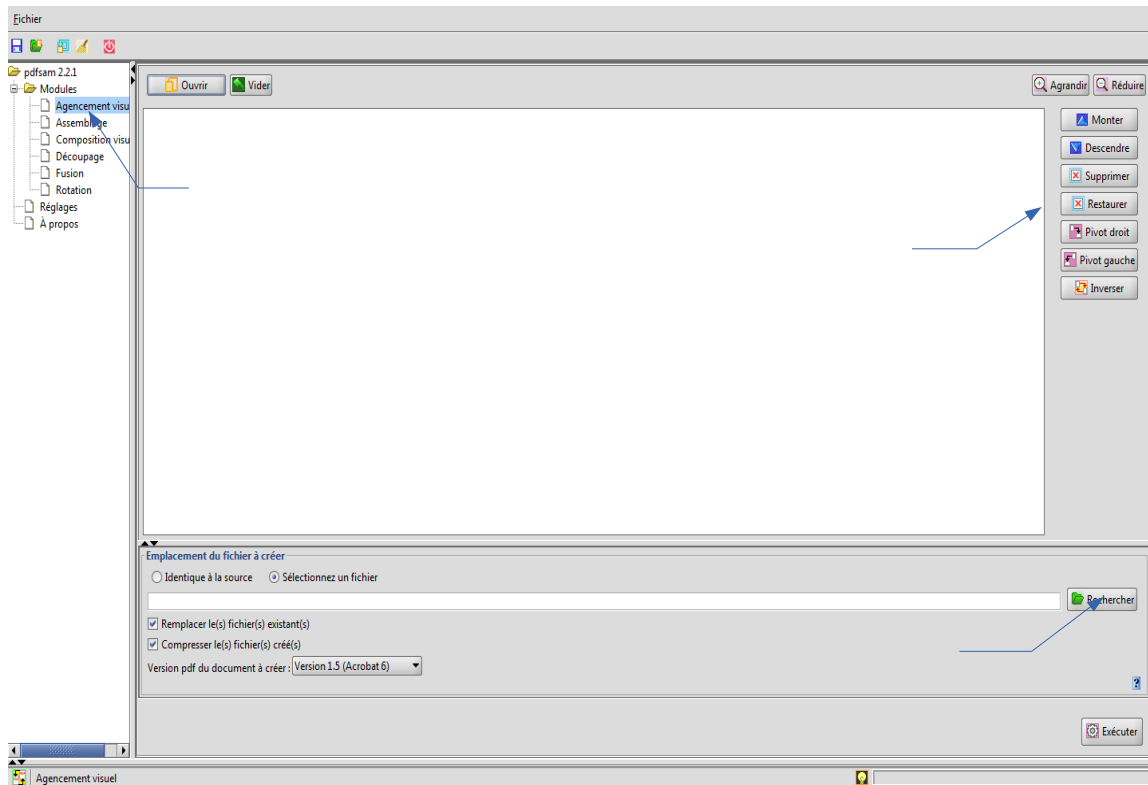 Fichier
pdfsam 2.2.1
Modules
Agencement visu
Assemblage
Composition visu
Découpage
Fusion
Rotation
Réglages
À propos
Ouvrir Vider Agrandir Réduire
Monter
Descendre
Supprimer
Restaurer
Pivot droit
Pivot gauche
Inverser
Emplacement du fichier à créer
Identique à la source Sélectionnez un fichier
Rechercher
Remplacer le(s) fichier(s) existant(s)
Compresser le(s) fichier(s) créé(s)
Version pdf du document à créer : Version 1.5 (Acrobat 6)
?
Exécuter
Agencement visuel